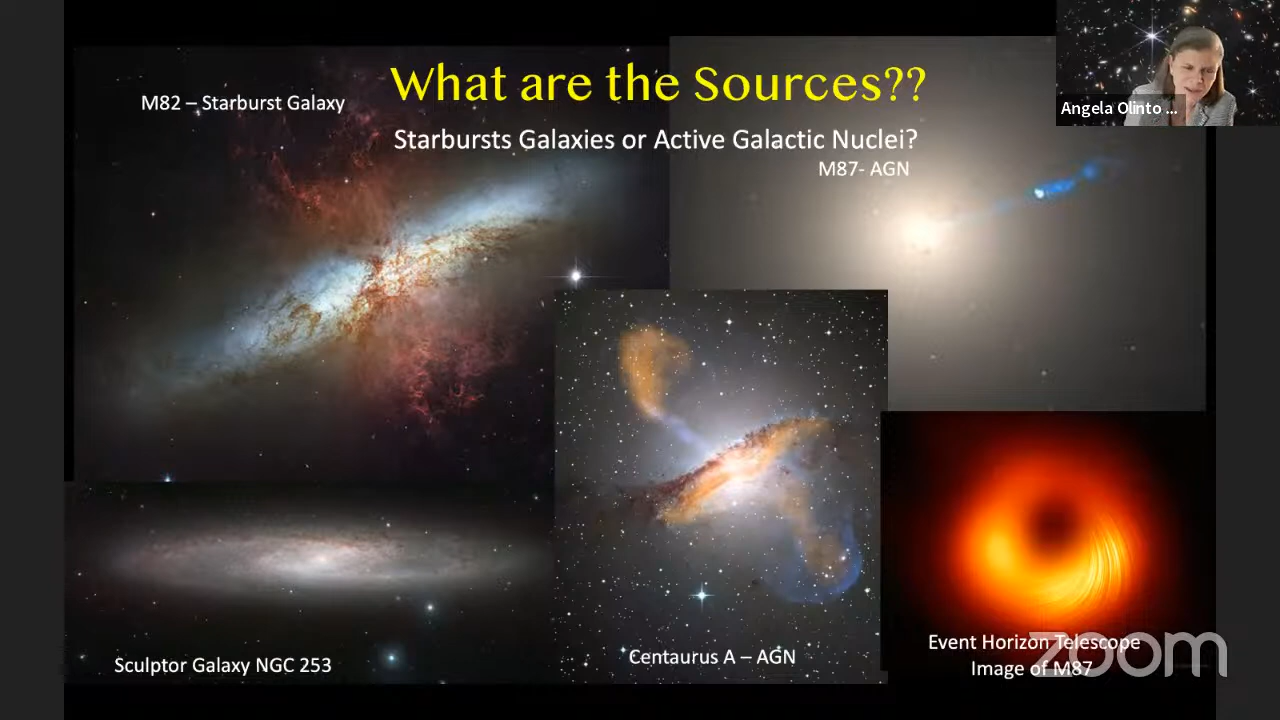 What are the Sources??
M82 – Starburst Galaxy
Starbursts Galaxies or Active Galactic Nuclei?
M87- AGN
Angela Olinto ...
Sculptor Galaxy NGC 253
Centaurus A – AGN
Event Horizon Telescope
Image of M87
zoom